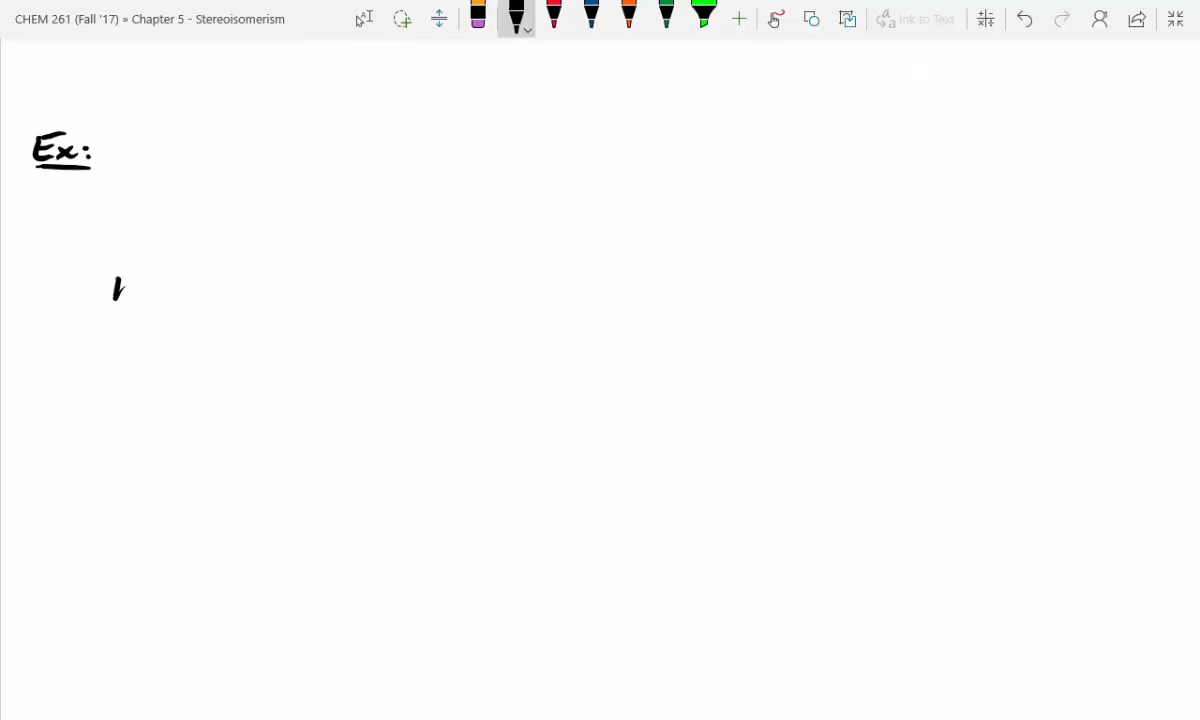 CHEM 261 (Fall '17) » Chapter 5 - Stereoisomerism
Ink to Text
Ex: